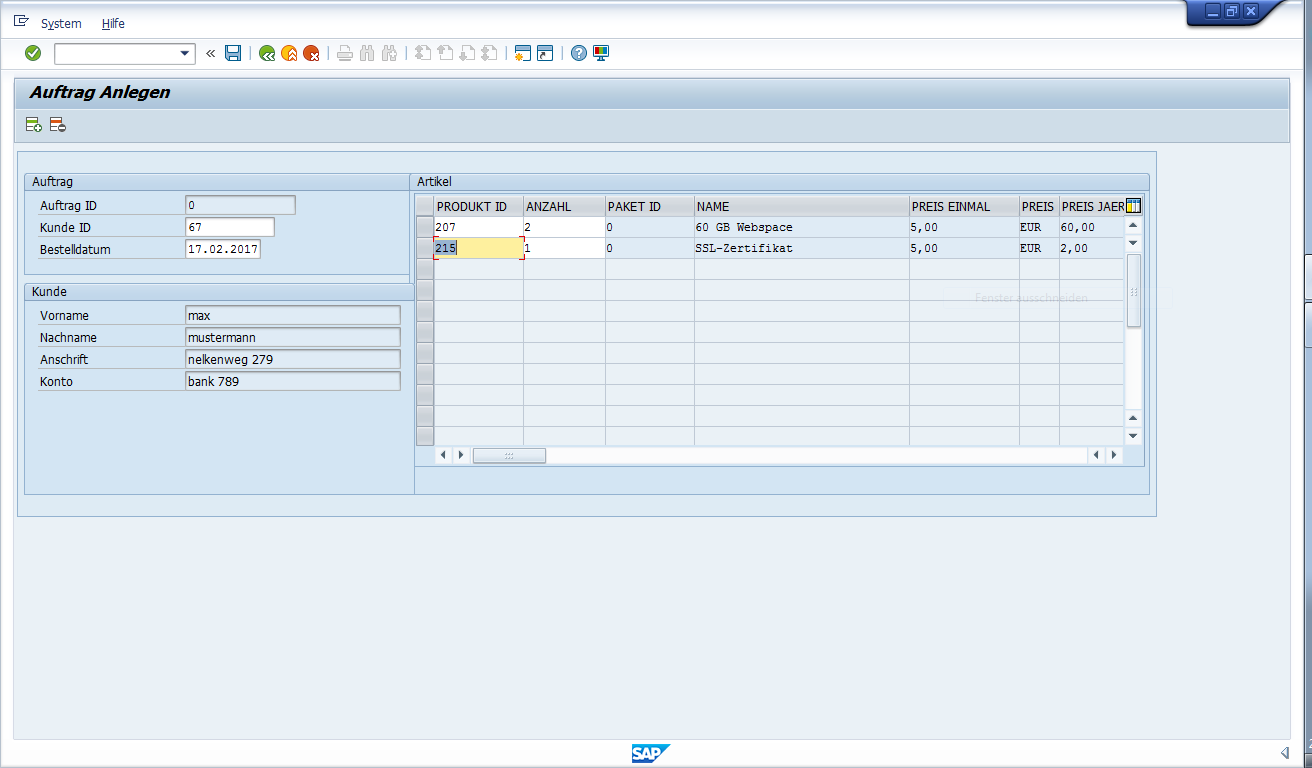 System Hilfe
Auftrag Anlegen
Auftrag
Auftrag ID 0
Kunde ID 67
Bestelldatum 17.02.2017
Kunde
Vorname max
Nachname mustermann
Anschrift nelkenweg 279
Konto bank 789
Artikel
PRODUKT ID ANZAHL PAKET ID NAME PREIS EINMAL PREIS PREIS JAER
207 2 0 60 GB Webspace 5,00 EUR 60,00
215 1 0 SSL-Zertifikat 5,00 EUR 2,00
Fenster ausschneiden
SAP